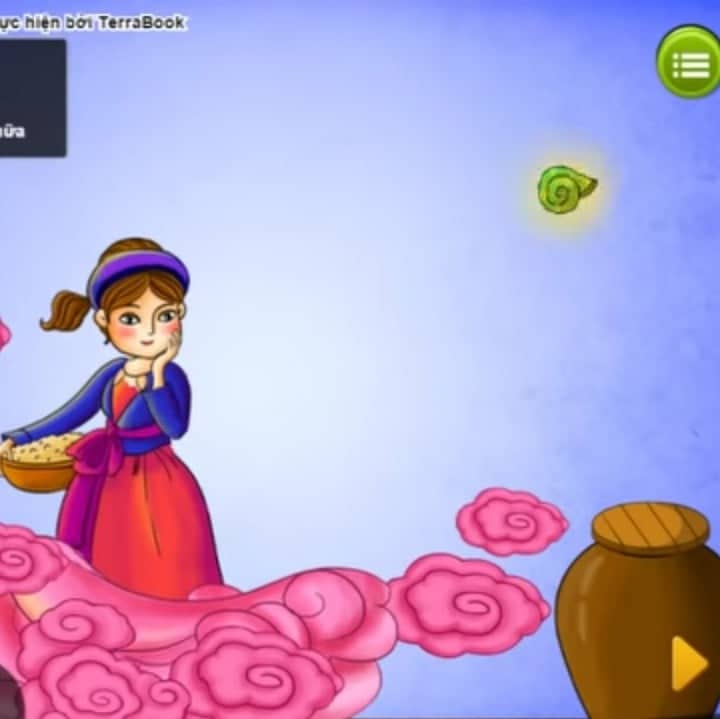 ực hiện bởi TerraBook
ữa